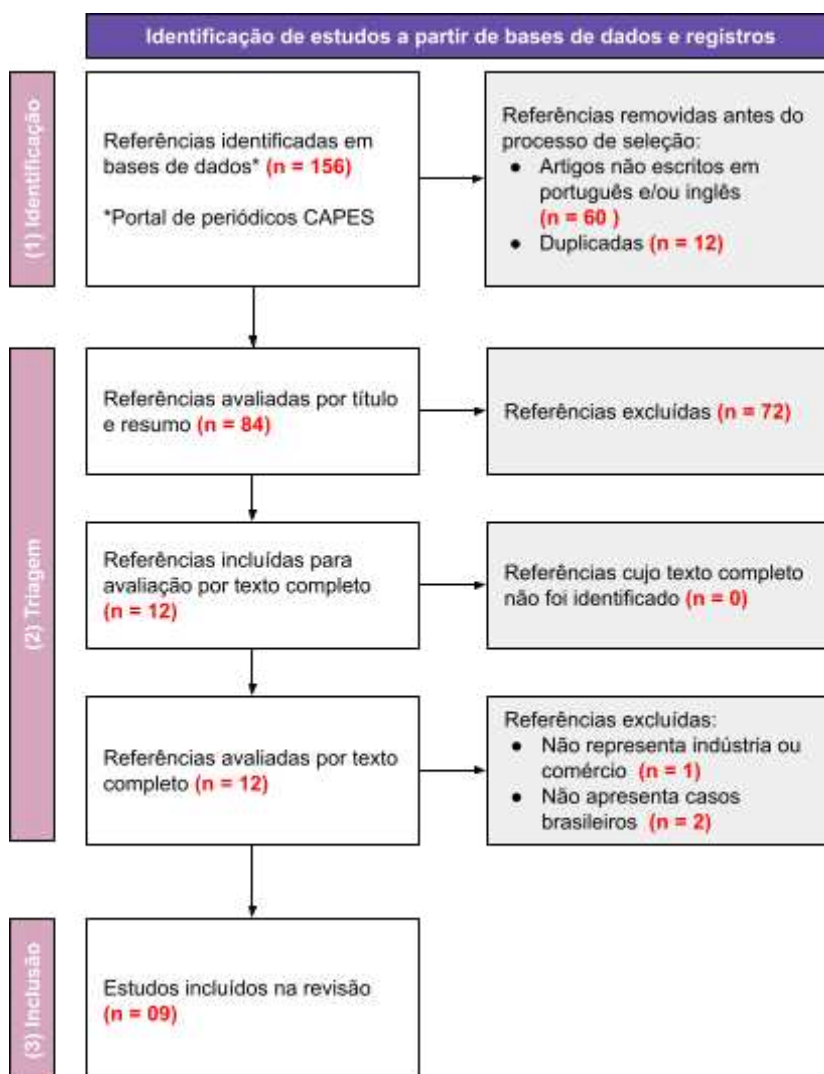 Identificação de estudos a partir de bases de dados e registros
(1) Identificação
Referências identificadas em
bases de dados* (n = 156)
*Portal de periódicos CAPES
Referências removidas antes do
processo de seleção:
● Artigos não escritos em
português e/ou inglês
(n = 60 )
● Duplicadas (n = 12)
(2) Triagem
Referências avaliadas por título
e resumo (n = 84)
Referências excluídas (n = 72)
Referências incluídas para
avaliação por texto completo
(n = 12)
Referências cujo texto completo
não foi identificado (n = 0)
Referências avaliadas por texto
completo (n = 12)
Referências excluídas:
● Não representa indústria ou
comércio (n = 1)
● Não apresenta casos
brasileiros (n = 2)
(3) Inclusão
Estudos incluídos na revisão
(n = 09)